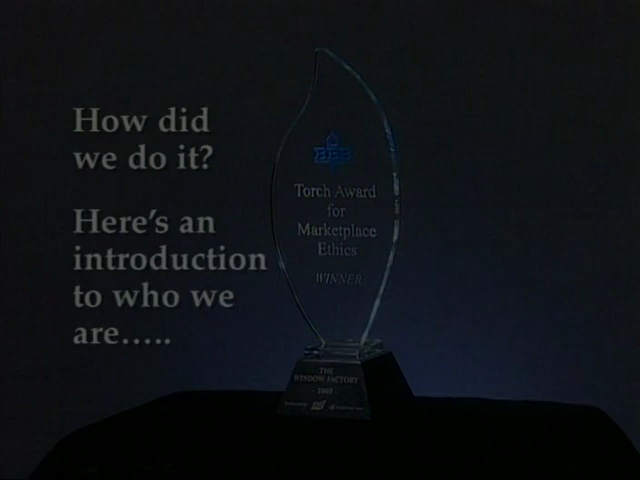 How did
we do it?
Here's an
introduction
to who we
are.....
BBB
Torch Award
for
Marketplace
Ethics
WINNER
THE
WINDOW FACTORY